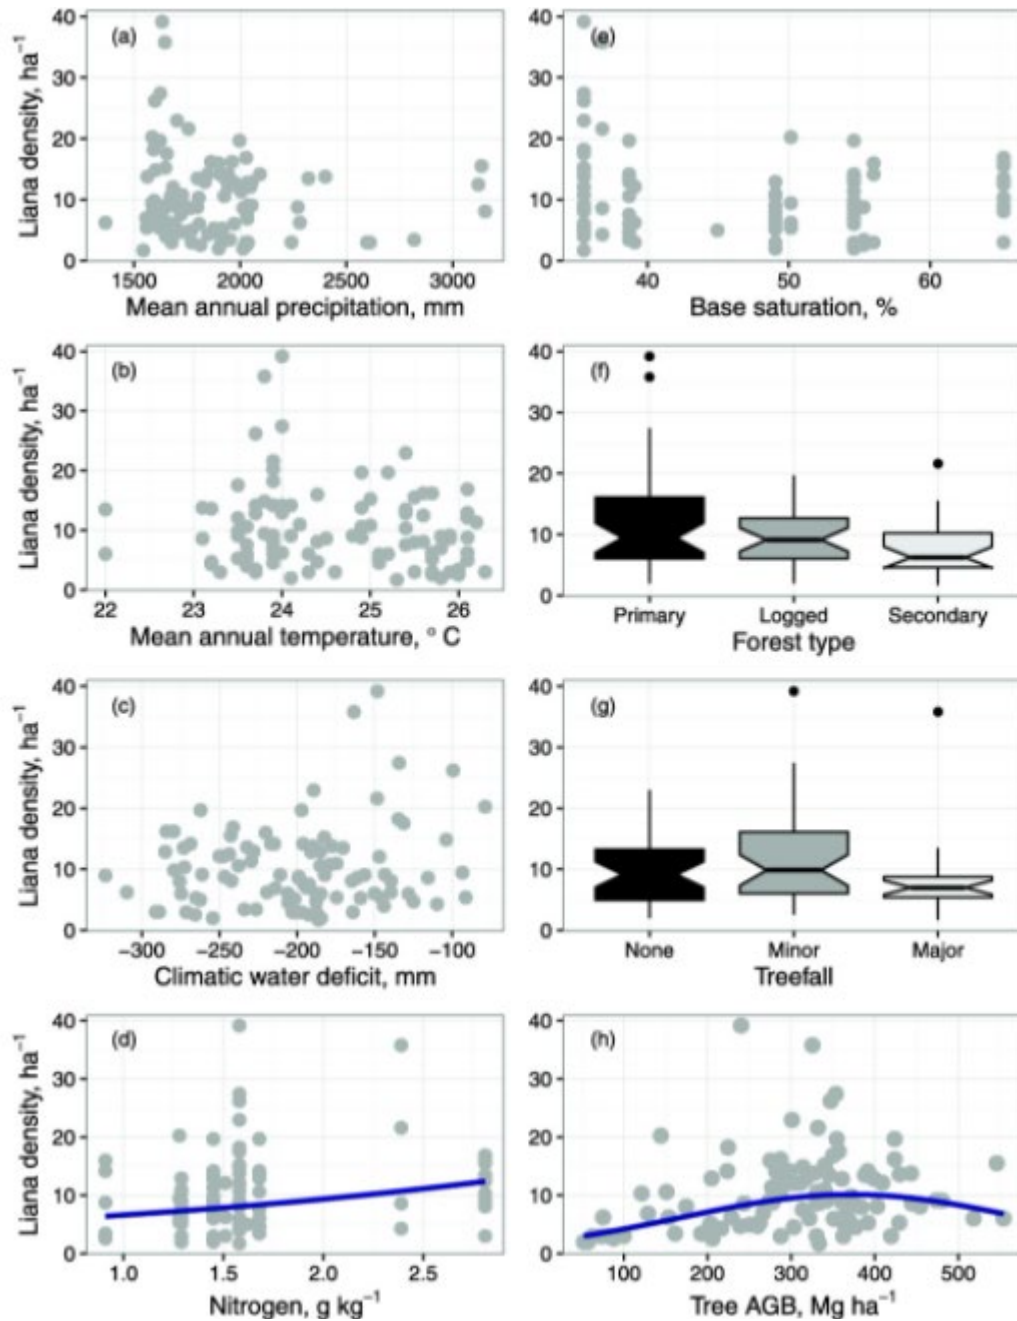 (a)
Liana density, ha⁻¹
40
30
20
10
0
1500 2000 2500 3000
Mean annual precipitation, mm
(e)
Liana density, ha⁻¹
40
30
20
10
0
40 50 60
Base saturation, %
(b)
Liana density, ha⁻¹
40
30
20
10
0
22 23 24 25 26
Mean annual temperature, ° C
(f)
40
30
20
10
0
Primary Logged Secondary
Forest type
(c)
Liana density, ha⁻¹
40
30
20
10
0
−300 −250 −200 −150 −100
Climatic water deficit, mm
(g)
40
30
20
10
0
None Minor Major
Treefall
(d)
Liana density, ha⁻¹
40
30
20
10
0
1.0 1.5 2.0 2.5
Nitrogen, g kg⁻¹
(h)
40
30
20
10
0
100 200 300 400 500
Tree AGB, Mg ha⁻¹